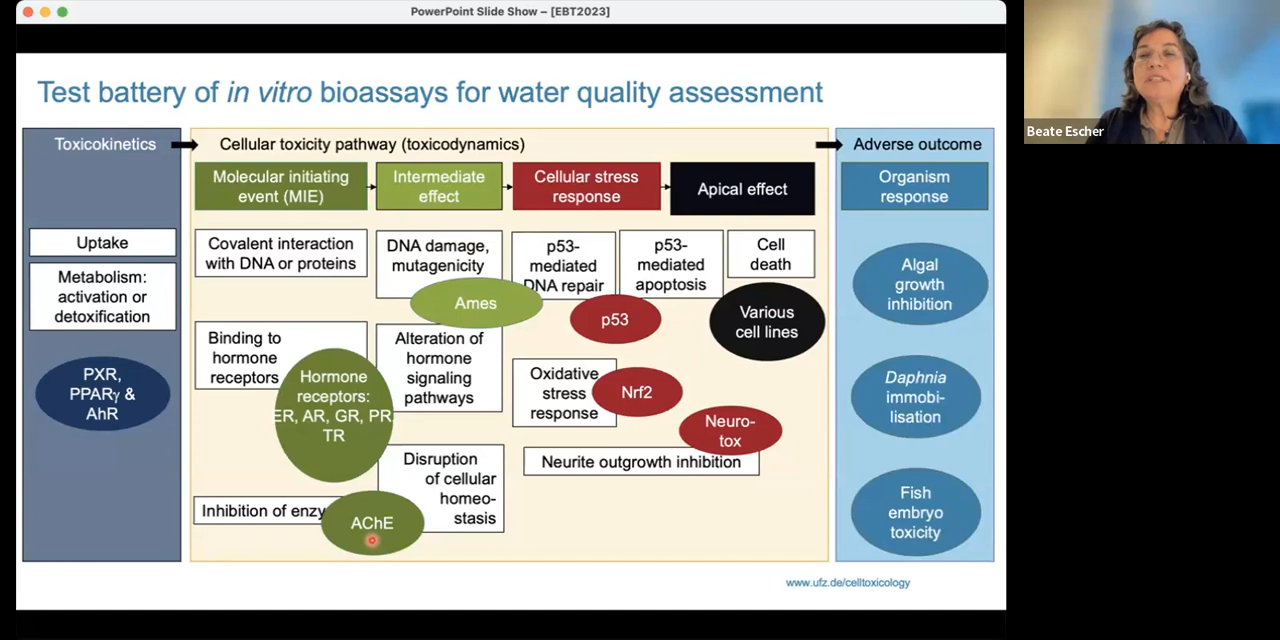 PowerPoint Slide Show – [EBT2023]
Test battery of in vitro bioassays for water quality assessment
Toxicokinetics
Uptake
Metabolism:
activation or
detoxification
PXR,
PPARγ &
AhR
Cellular toxicity pathway (toxicodynamics)
Molecular initiating
event (MIE)
Intermediate
effect
Cellular stress
response
Apical effect
Covalent interaction
with DNA or proteins
DNA damage,
mutagenicity
Ames
p53-
mediated
DNA repair
p53-
mediated
apoptosis
p53
Cell
death
Various
cell lines
Binding to
hormone
receptors
Hormone
receptors:
ER, AR, GR, PR
TR
Alteration of
hormone
signaling
pathways
Oxidative
stress
response
Nrf2
Neuro-
tox
Neurite outgrowth inhibition
Disruption
of cellular
homeo-
stasis
Inhibition of enzy
AChE
Adverse outcome
Organism
response
Algal
growth
inhibition
Daphnia
immobi-
lisation
Fish
embryo
toxicity
www.ufz.de/celltoxicology
Beate Escher